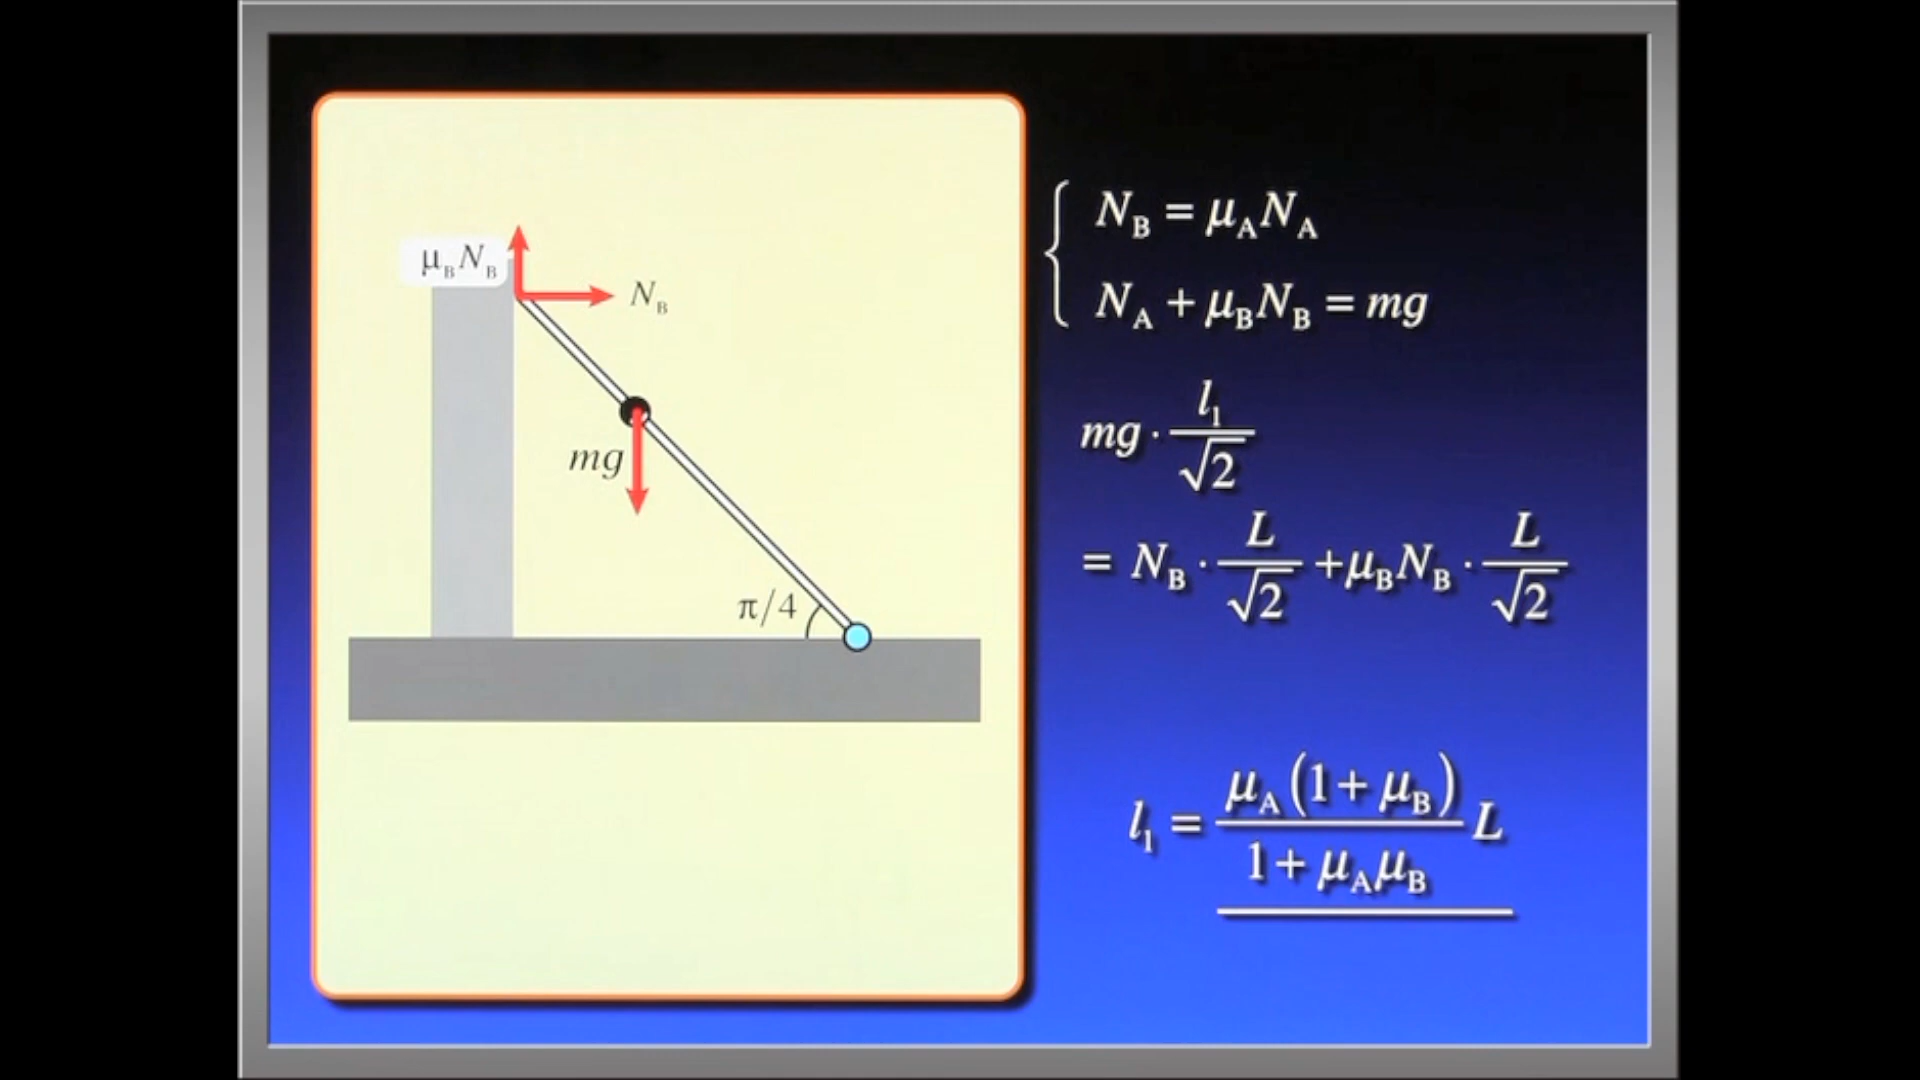 μ_B N_B
N_B
mg
π/4
N_B = μ_A N_A
N_A + μ_B N_B = mg
mg · l_1/√2
= N_B · L/√2 + μ_B N_B · L/√2
l_1 = μ_A(1 + μ_B)/(1 + μ_A μ_B) L